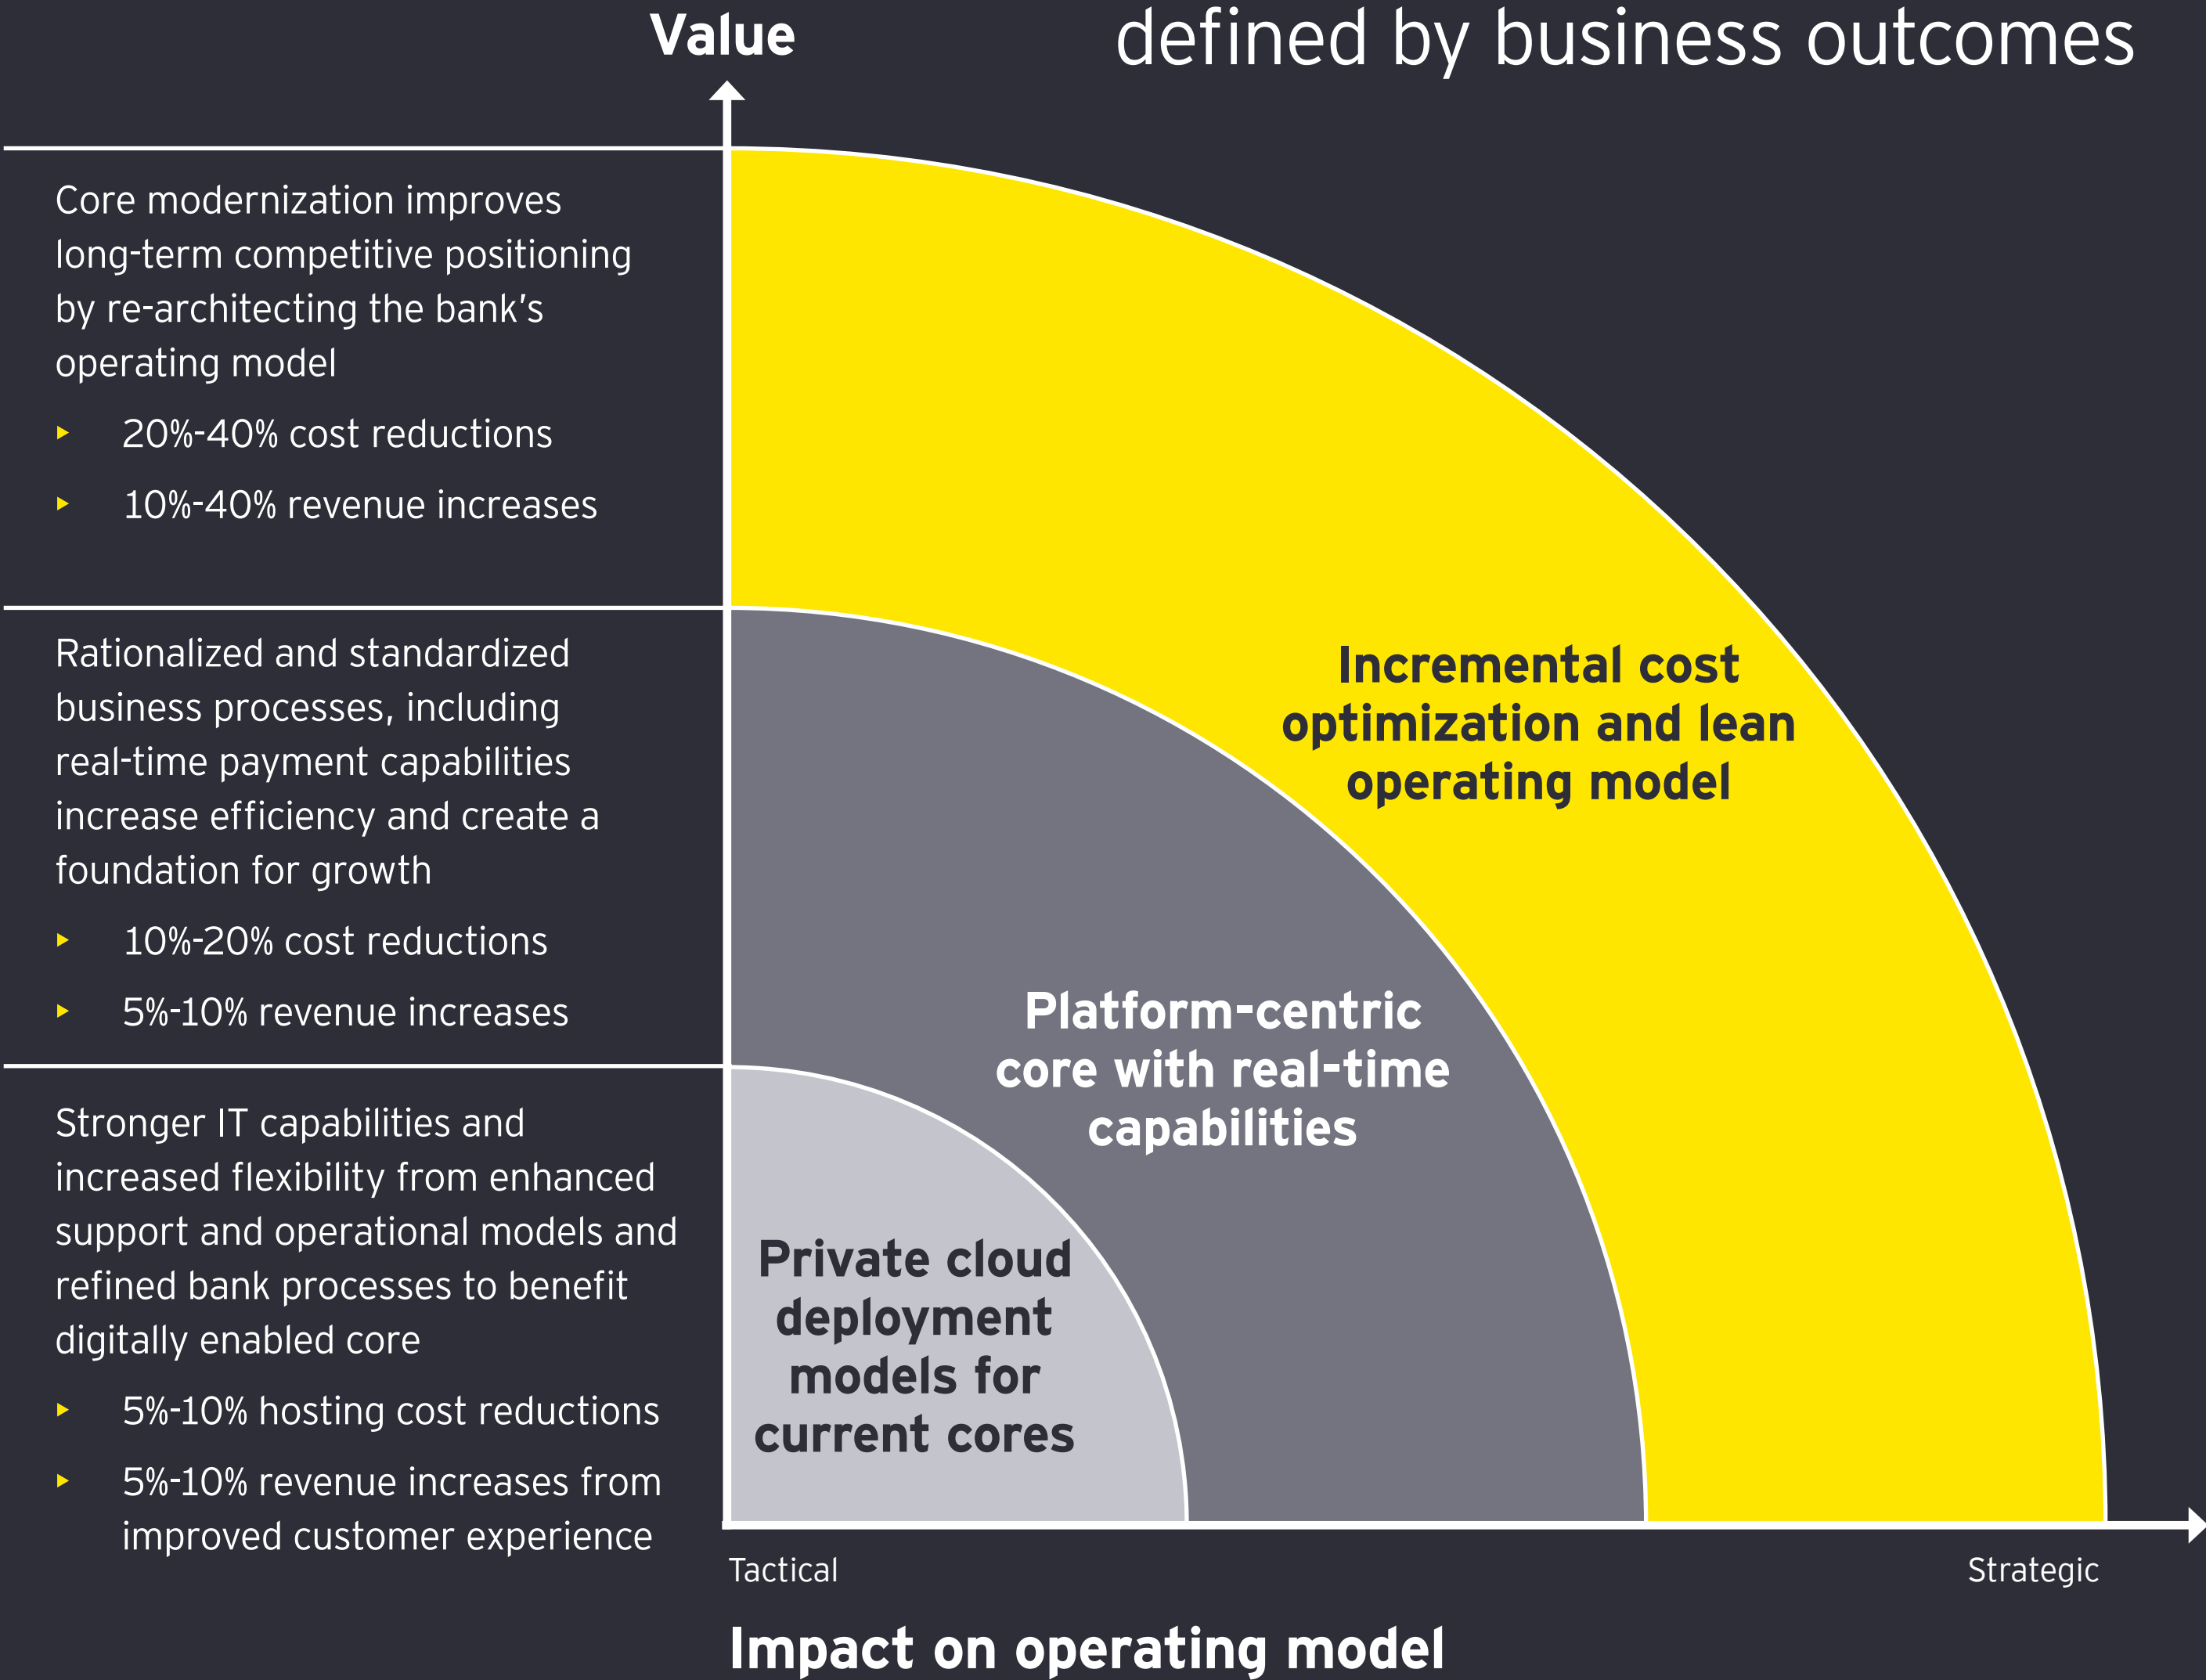 Value
defined by business outcomes
Core modernization improves
long-term competitive positioning
by re-architecting the bank's
operating model
20%-40% cost reductions
10%-40% revenue increases
Rationalized and standardized
business processes, including
real-time payment capabilities
increase efficiency and create a
foundation for growth
10%-20% cost reductions
5%-10% revenue increases
Stronger IT capabilities and
increased flexibility from enhanced
support and operational models and
refined bank processes to benefit
digitally enabled core
5%-10% hosting cost reductions
5%-10% revenue increases from
improved customer experience
Incremental cost
optimization and lean
operating model
Platform-centric
core with real-time
capabilities
Private cloud
deployment
models for
current cores
Tactical
Strategic
Impact on operating model